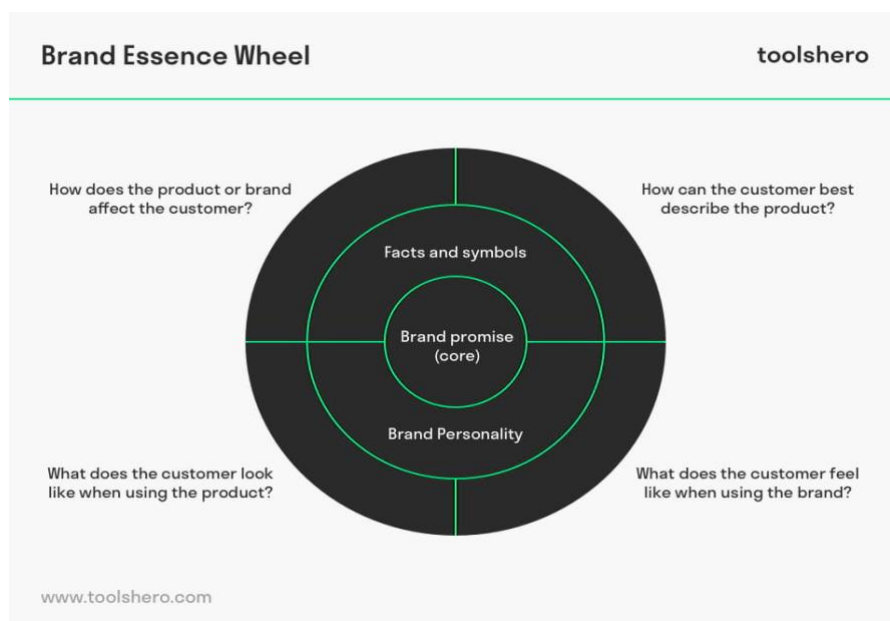 Brand Essence Wheel
toolshero
How does the product or brand
affect the customer?
How can the customer best
describe the product?
Facts and symbols
Brand promise
(core)
Brand Personality
What does the customer look
like when using the product?
What does the customer feel
like when using the brand?
www.toolshero.com